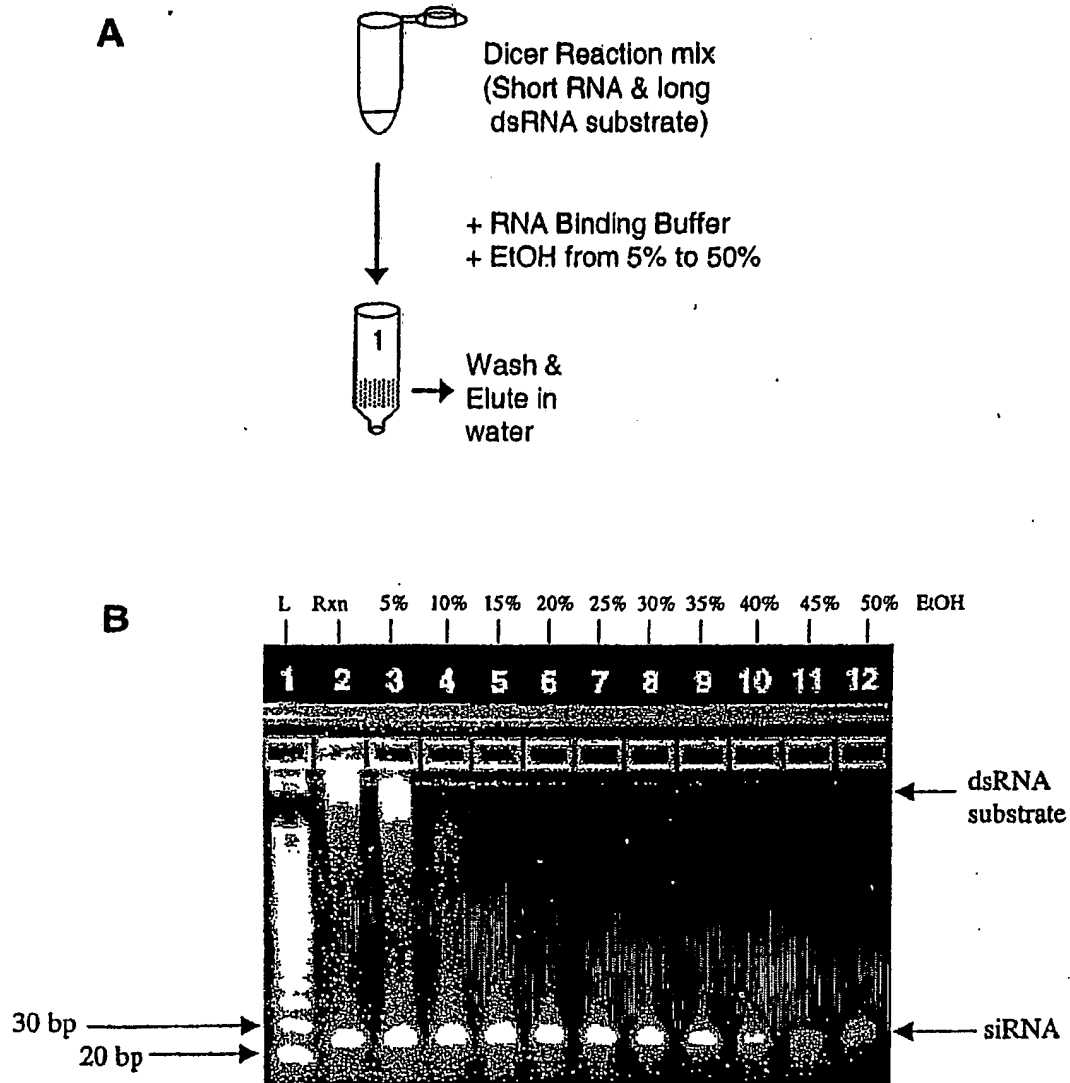 A
Dicer Reaction mix
(Short RNA & long
dsRNA substrate)
+ RNA Binding Buffer
+ EtOH from 5% to 50%
1
Wash &
Elute in
water
B
L Rxn 5% 10% 15% 20% 25% 30% 35% 40% 45% 50% EtOH
1 2 3 4 5 6 7 8 9 10 11 12
dsRNA
substrate
30 bp
siRNA
20 bp